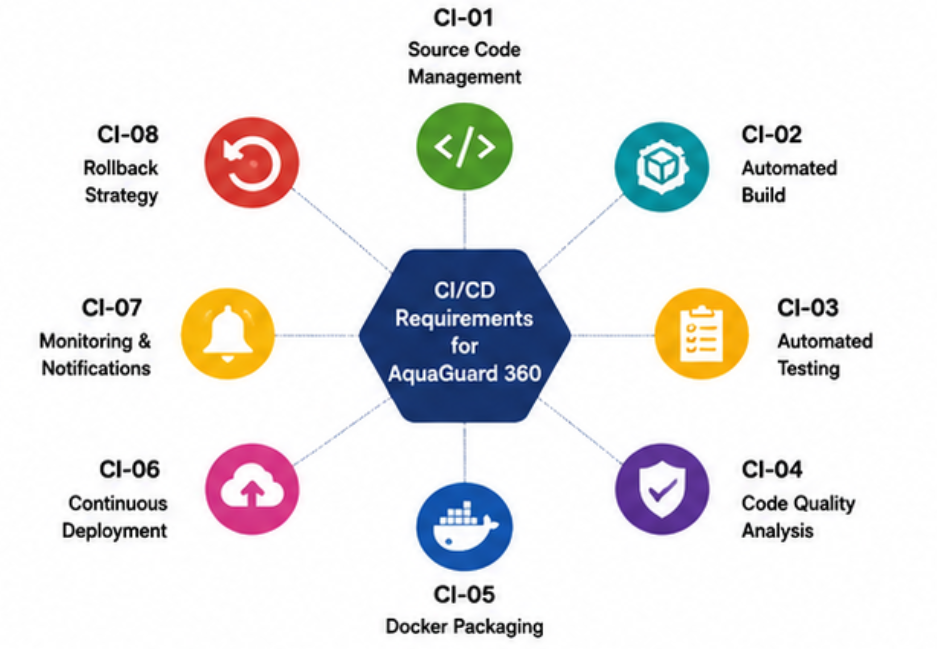 CI-01
Source Code
Management
CI-02
Automated
Build
CI-03
Automated
Testing
CI-04
Code Quality
Analysis
CI-05
Docker Packaging
CI-06
Continuous
Deployment
CI-07
Monitoring &
Notifications
CI-08
Rollback
Strategy
CI/CD
Requirements
for
AquaGuard 360